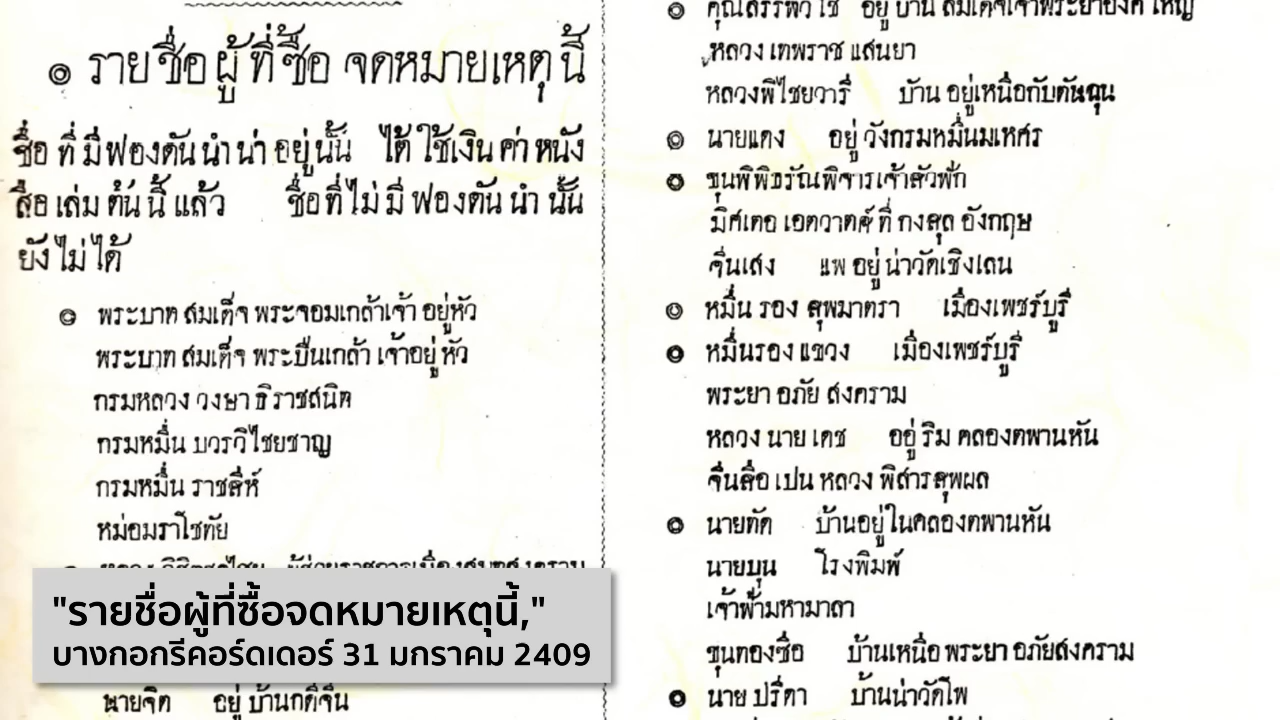 ๏ รายชื่อผู้ที่ซื้อ จดหมายเหตุนี้
ชื่อ ที่ มีฟองดันนำน่า อยู่นั้น ได้ใช้เงินค่าหนัง
สือเล่มต้นนี้แล้ว ชื่อที่ไม่มีฟองดันนำนั้น
ยังไม่ได้
๏ พระบาทสมเด็จพระจอมเกล้าเจ้าอยู่หัว
พระบาทสมเด็จพระปิ่นเกล้าเจ้าอยู่หัว
กรมหลวง วงษาธิราชสนิท
กรมหมื่น บวรวิไชยชาญ
กรมหมื่น ราชสีห์
หม่อมราโชทัย
"รายชื่อผู้ที่ซื้อจดหมายเหตุนี้,"
บางกอกรีคอร์ดเดอร์ 31 มกราคม 2409
นายจิด อยู่บ้านกดีจีน
๏ อยู่บ้านสมเด็จเจ้าพระยาองค์ใหญ่
หลวงเทพราช แสนยา
หลวงพิไชยวารี บ้านอยู่เหนือกับตันฉุน
๏ นายแดง อยู่วังกรมหมื่นมเหศร
๏ ขุนพิพิธรัณพิจารเจ้าตัวพัก
มิศเตอ เอดวาดศ์ที่ กงสุล อังกฤษ
จีนเสง แพอยู่น่าวัดเชิงเลน
๏ หมื่น รอง สุพมาตรา เมืองเพชร์บูรี
๏ หมื่นรองแขวง เมืองเพชร์บูรี
พระยา อภัย สงคราม
หลวง นาย เดช อยู่ริม คลองตพานหัน
จีนสือ เปน หลวง พิสารสุพผล
๏ นายทัด บ้านอยู่ในคลองตพานหัน
นายบุน โรงพิมพ์
เจ้าฟ้ามหามาลา
ขุนทองซื่อ บ้านเหนือพระยาอภัยสงคราม
๏ นายปรีดา บ้านน่าวัดโพ